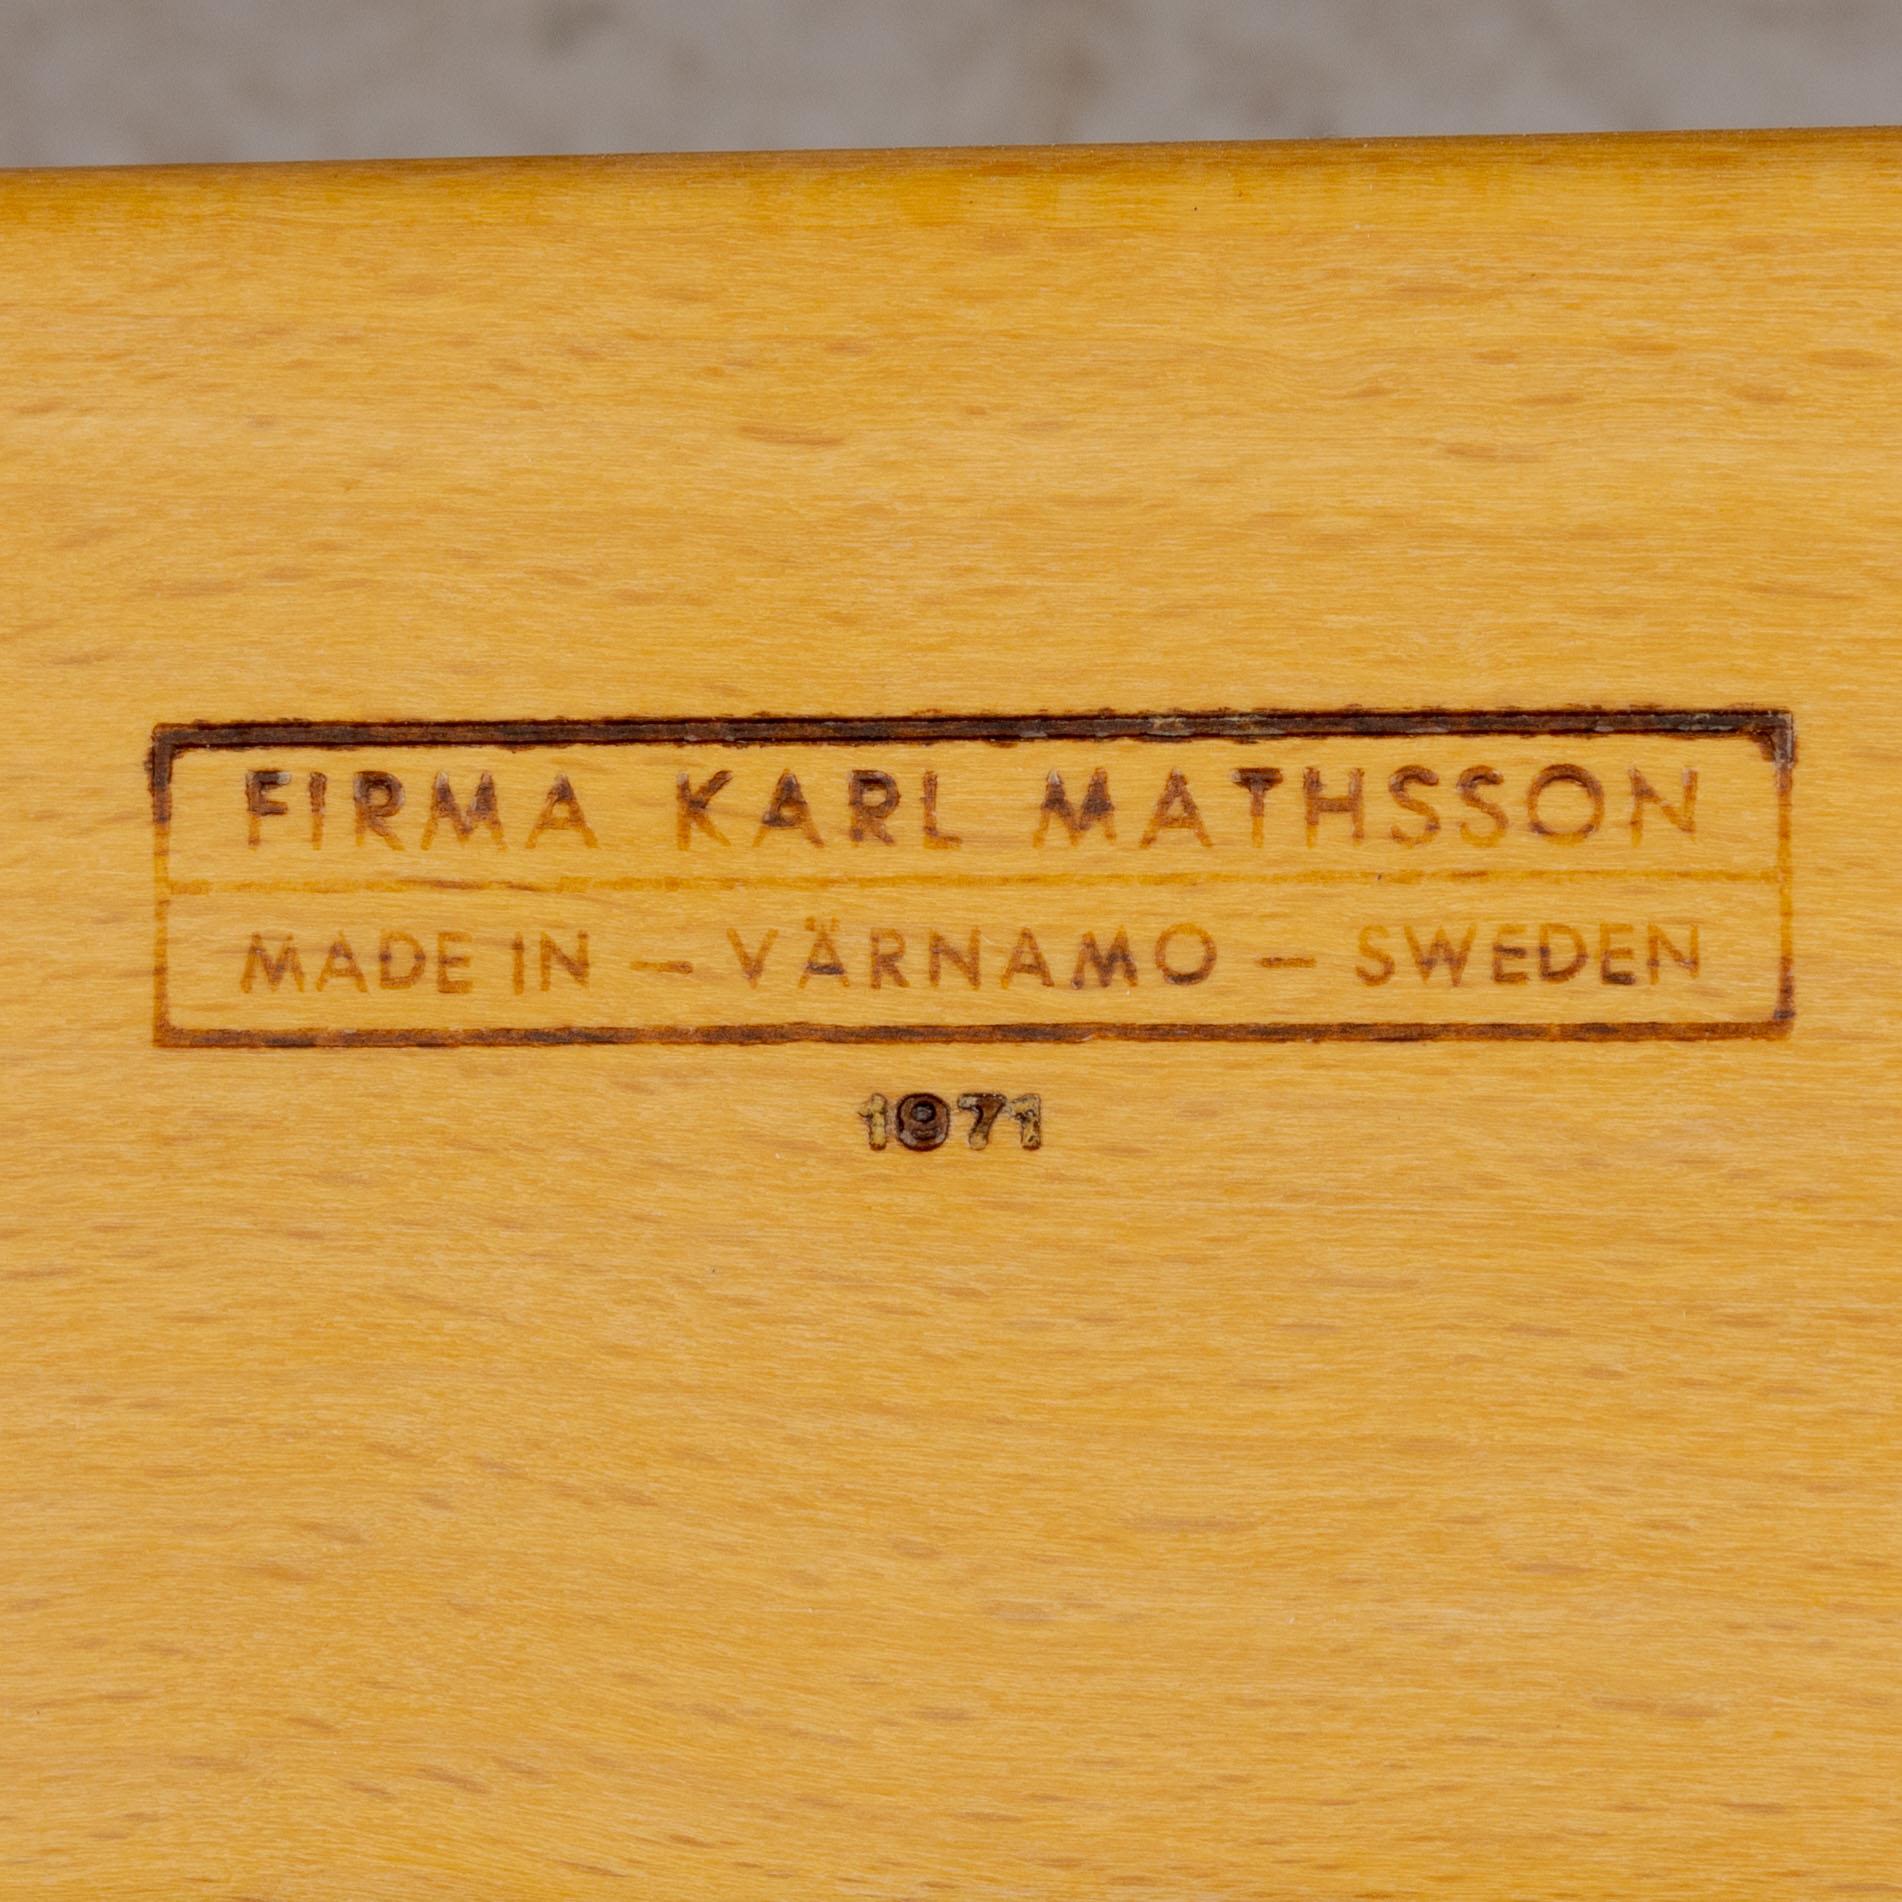 FIRMA KARL MATHSSON
MADE IN – VÄRNAMO – SWEDEN
1971